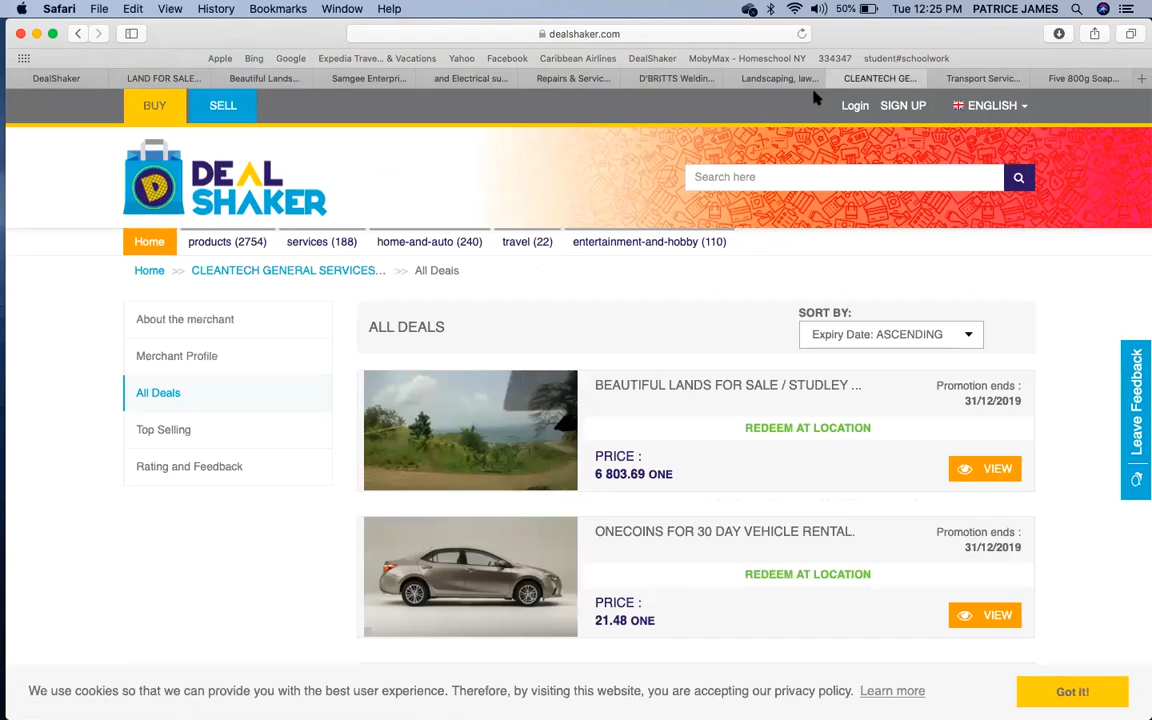 Safari File Edit View History Bookmarks Window Help 50% Tue 12:25 PM PATRICE JAMES
dealshaker.com
Apple Bing Google Expedia Trave...& Vacations Yahoo Facebook Caribbean Airlines DealShaker MobyMax - Homeschool NY 334347 student#schoolwork
DealShaker LAND FOR SALE... Beautiful Lands... Samgee Enterpri... and Electrical su... Repairs & Servic... D'BRITTS Weldin... Landscaping, law... CLEANTECH GE... Transport Servic... Five 800g Soap...
BUY SELL Login SIGN UP ENGLISH
D DEAL
SHAKER
Search here
Home products (2754) services (188) home-and-auto (240) travel (22) entertainment-and-hobby (110)
Home >> CLEANTECH GENERAL SERVICES... >> All Deals
About the merchant
Merchant Profile
All Deals
Top Selling
Rating and Feedback
ALL DEALS
SORT BY:
Expiry Date: ASCENDING
BEAUTIFUL LANDS FOR SALE / STUDLEY ...
Promotion ends :
31/12/2019
REDEEM AT LOCATION
PRICE :
6 803.69 ONE
VIEW
ONECOINS FOR 30 DAY VEHICLE RENTAL.
Promotion ends :
31/12/2019
REDEEM AT LOCATION
PRICE :
21.48 ONE
VIEW
Leave Feedback
We use cookies so that we can provide you with the best user experience. Therefore, by visiting this website, you are accepting our privacy policy. Learn more
Got it!